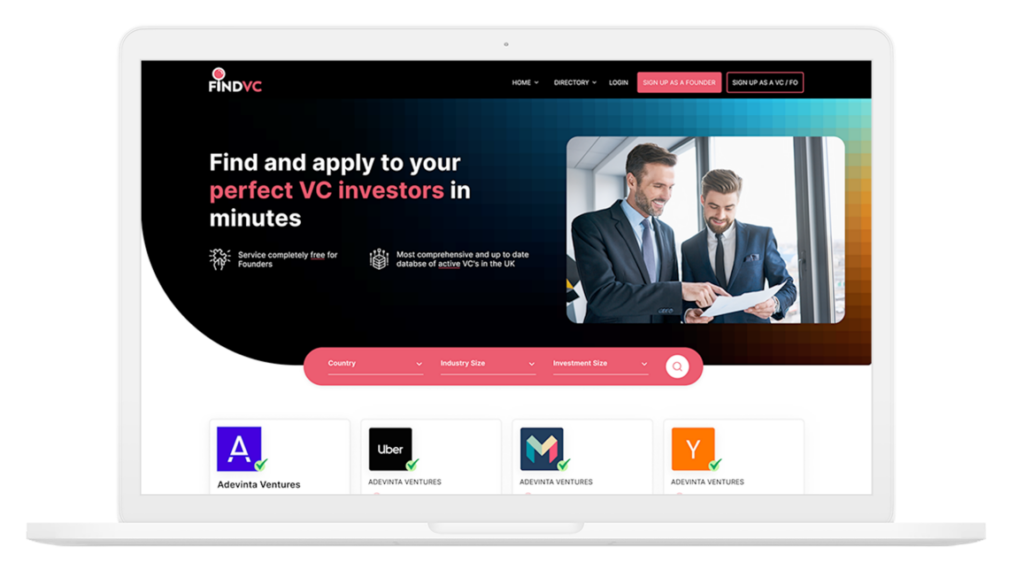 FINDVC
HOME
DIRECTORY
LOGIN
SIGN UP AS A FOUNDER
SIGN UP AS A VC / FO
Find and apply to your
perfect VC investors in
minutes
Service completely free for
Founders
Most comprehensive and up to date
databse of active VC's in the UK
Country
Industry Size
Investment Size
A
Uber
M
Y
Adevinta Ventures
ADEVINTA VENTURES
ADEVINTA VENTURES
ADEVINTA VENTURES